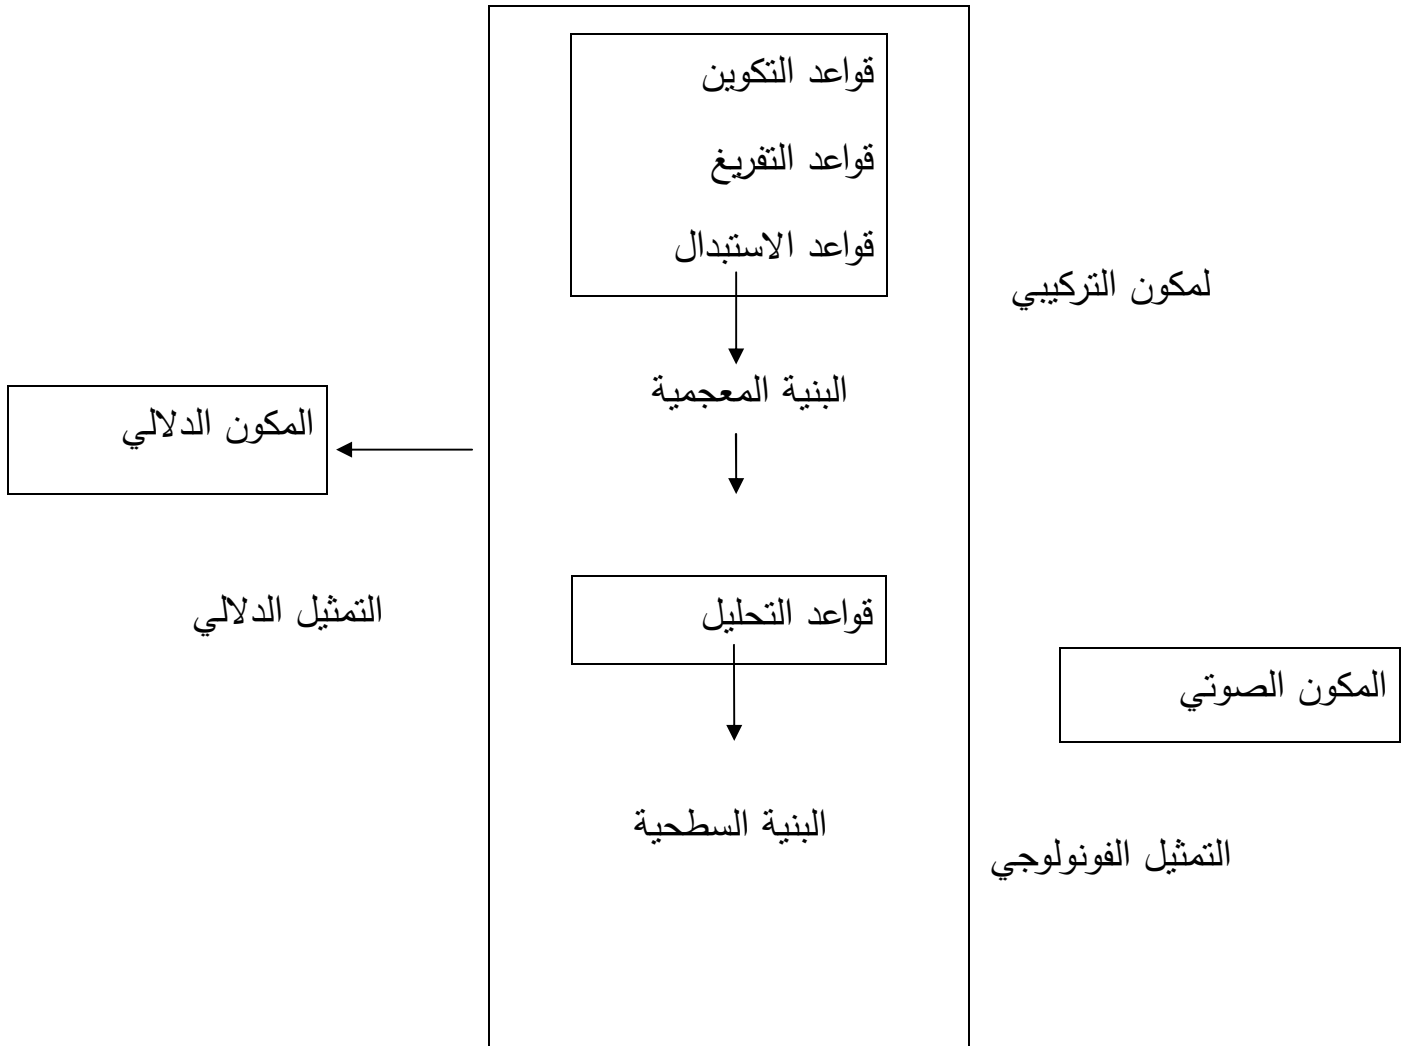 قواعد التكوين
قواعد التفريغ
قواعد الاستبدال
لمكون التركيبي
البنية المعجمية
المكون الدلالي
قواعد التحليل
التمثيل الدلالي
المكون الصوتي
البنية السطحية
التمثيل الفونولوجي